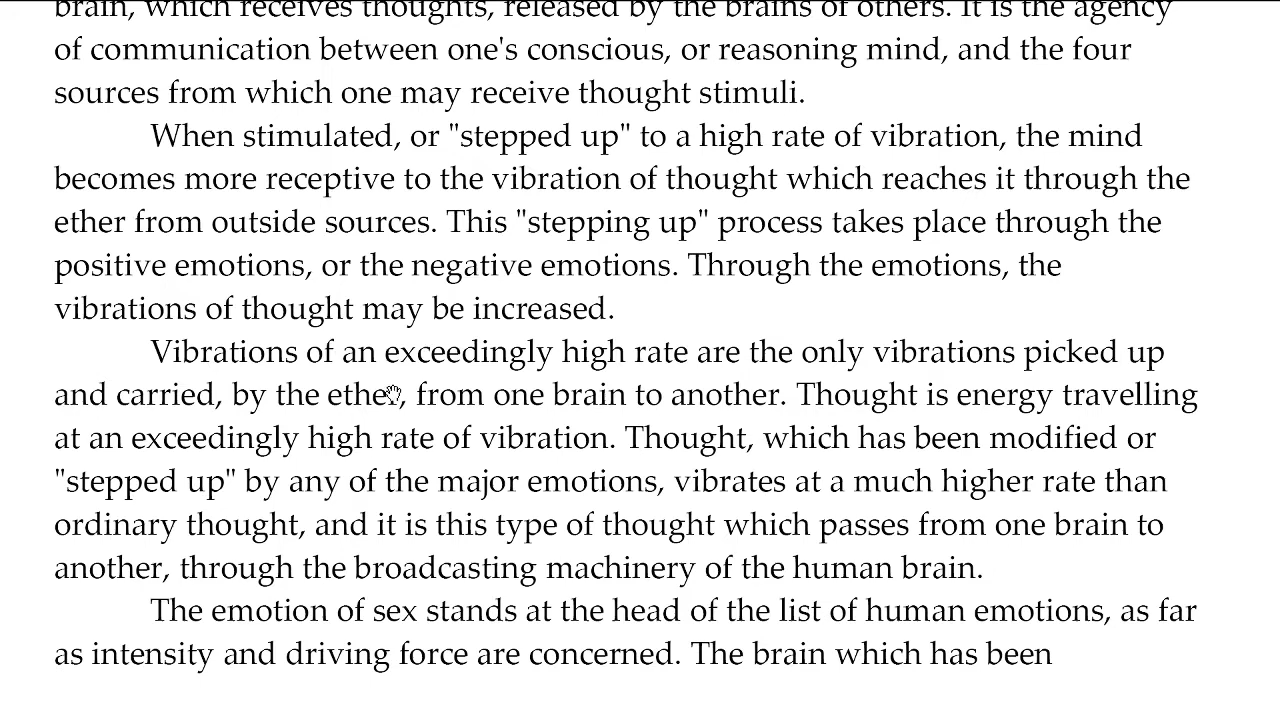 brain, which receives thoughts, released by the brains of others. It is the agency
of communication between one's conscious, or reasoning mind, and the four
sources from which one may receive thought stimuli.
When stimulated, or "stepped up" to a high rate of vibration, the mind
becomes more receptive to the vibration of thought which reaches it through the
ether from outside sources. This "stepping up" process takes place through the
positive emotions, or the negative emotions. Through the emotions, the
vibrations of thought may be increased.
Vibrations of an exceedingly high rate are the only vibrations picked up
and carried, by the ether, from one brain to another. Thought is energy travelling
at an exceedingly high rate of vibration. Thought, which has been modified or
"stepped up" by any of the major emotions, vibrates at a much higher rate than
ordinary thought, and it is this type of thought which passes from one brain to
another, through the broadcasting machinery of the human brain.
The emotion of sex stands at the head of the list of human emotions, as far
as intensity and driving force are concerned. The brain which has been